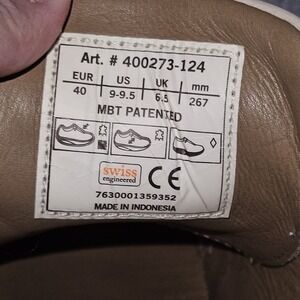 Art. # 400273-124
EUR US UK mm
40 9-9.5 6.5 267
MBT PATENTED
swiss
engineered
CE
7630001359352
MADE IN INDONESIA